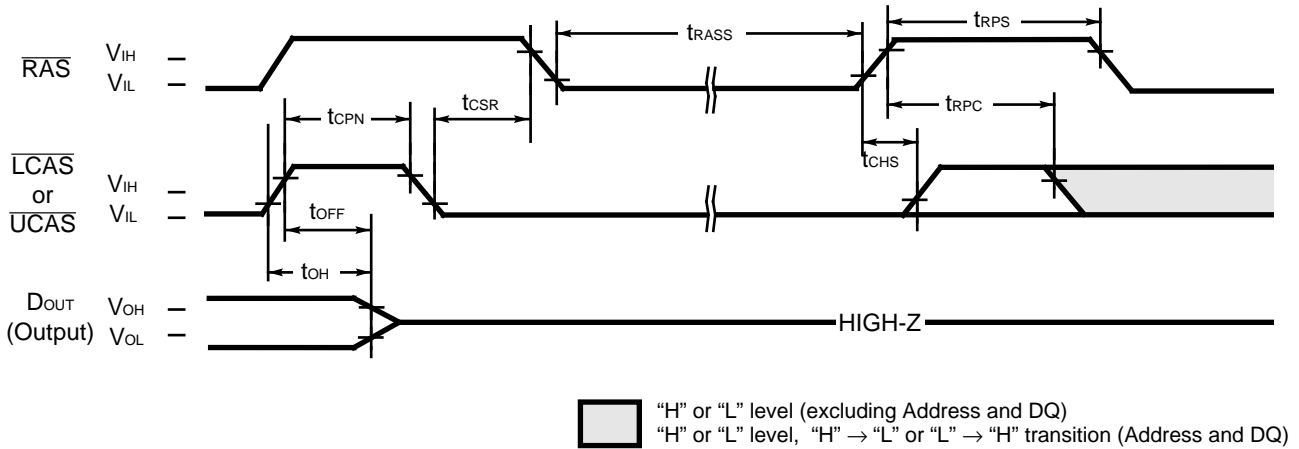 RAS
VIH
VIL
tRASS
tRPS
tCSR
tRPC
tCPN
tCHS
LCAS
or
UCAS
VIH
VIL
tOFF
tOH
DOUT
(Output)
VOH
VOL
HIGH-Z
“H” or “L” level (excluding Address and DQ)
“H” or “L” level, “H” → “L” or “L” → “H” transition (Address and DQ)